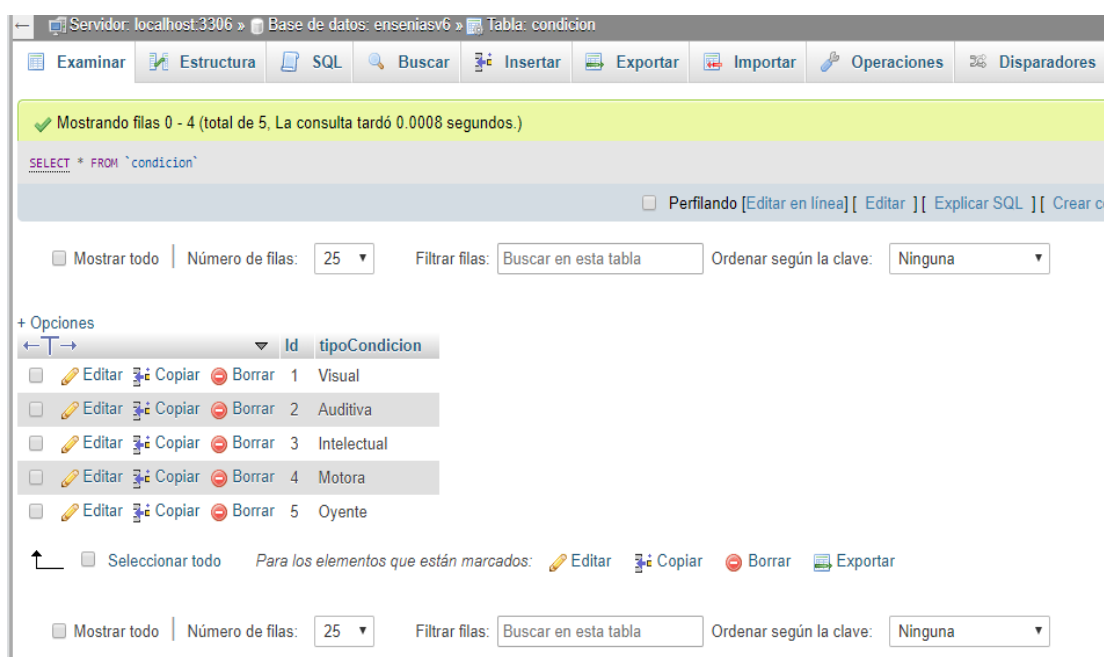 Servidor: localhost:3306 » Base de datos: enseniasv6 » Tabla: condicion
Examinar Estructura SQL Buscar Insertar Exportar Importar Operaciones Disparadores
Mostrando filas 0 - 4 (total de 5, La consulta tardó 0.0008 segundos.)
SELECT * FROM `condicion`
Perfilando [Editar en línea] [ Editar ] [ Explicar SQL ] [ Crear
Mostrar todo | Número de filas: 25 Filtrar filas: Buscar en esta tabla Ordenar según la clave: Ninguna
+ Opciones
←T→ Id tipoCondicion
Editar Copiar Borrar 1 Visual
Editar Copiar Borrar 2 Auditiva
Editar Copiar Borrar 3 Intelectual
Editar Copiar Borrar 4 Motora
Editar Copiar Borrar 5 Oyente
Seleccionar todo Para los elementos que están marcados: Editar Copiar Borrar Exportar
Mostrar todo | Número de filas: 25 Filtrar filas: Buscar en esta tabla Ordenar según la clave: Ninguna